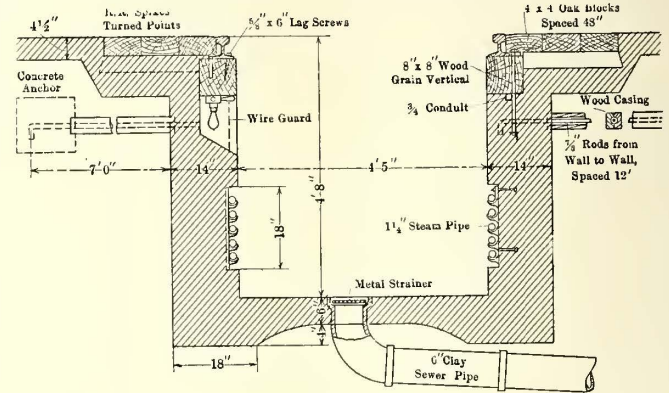 Turned Points
4½"
⅝" x 6" Lag Screws
4 x 4 Oak Blocks
Spaced 48"
8" x 8" Wood
Grain Vertical
Concrete
Anchor
¾ Conduit
Wire Guard
Wood Casing
⅞" Rods from
Wall to Wall,
Spaced 12'
7'0"
14"
4'5"
14"
4'-8"
18"
1¼" Steam Pipe
Metal Strainer
6"
4"
18"
6" Clay
Sewer Pipe